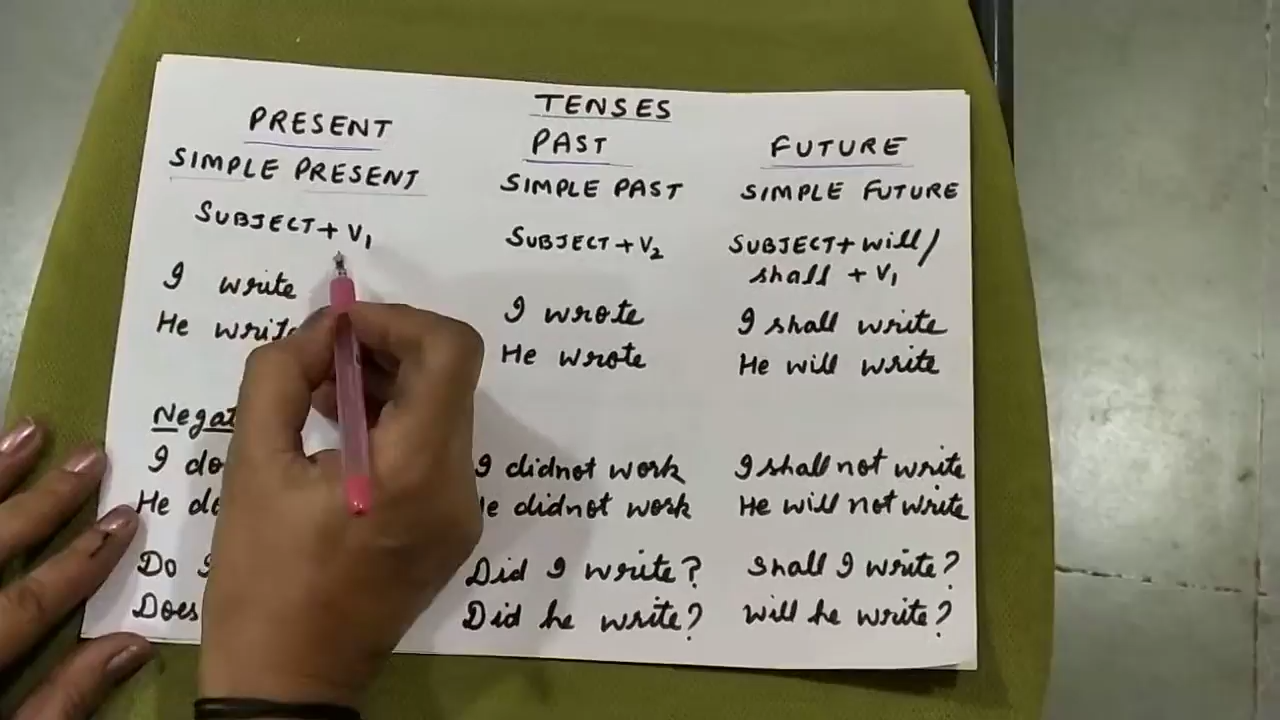 TENSES
PRESENT
SIMPLE PRESENT
SUBJECT + V1
I write
He
I
He
Do
Does
PAST
SIMPLE PAST
SUBJECT + V2
I wrote
He wrote
I didnot work
didnot work
Did I write?
Did he write?
FUTURE
SIMPLE FUTURE
SUBJECT + will/
shall + V1
I shall write
He will write
I shall not write
He will not write
Shall I write?
Will he write?